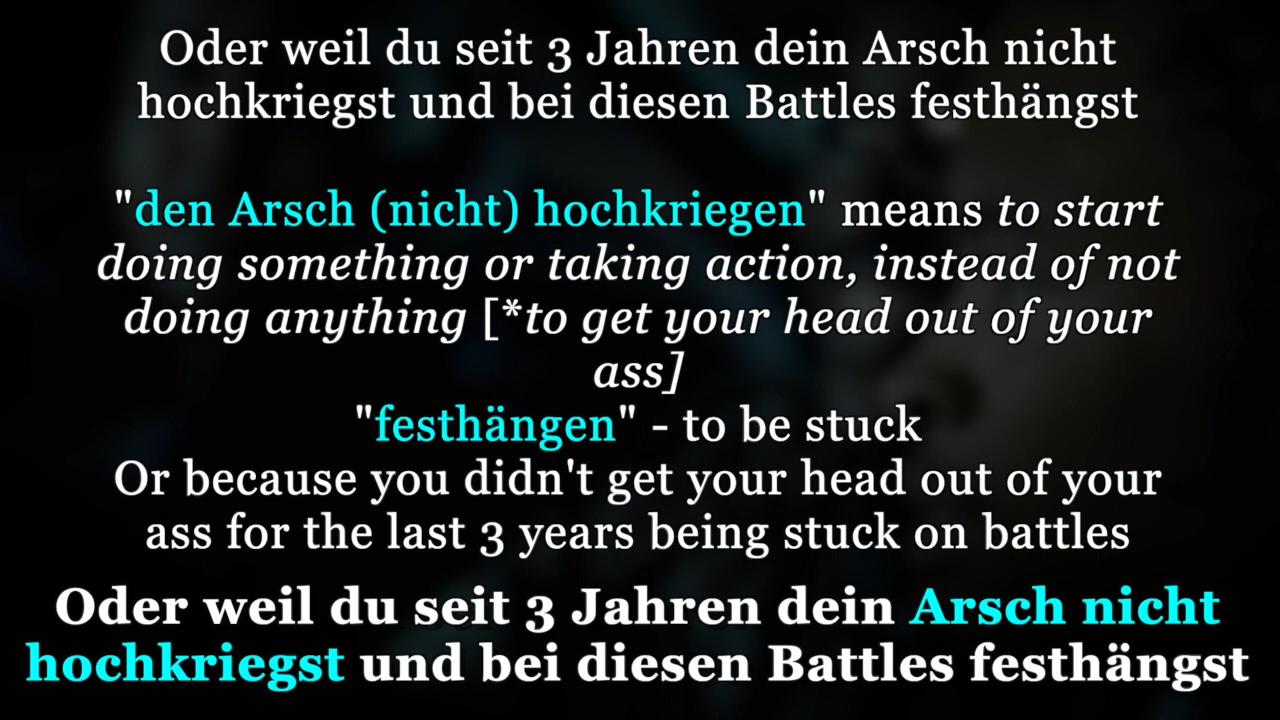 Oder weil du seit 3 Jahren dein Arsch nicht
hochkriegst und bei diesen Battles festhängst
"den Arsch (nicht) hochkriegen" means to start
doing something or taking action, instead of not
doing anything [*to get your head out of your
ass]
"festhängen" - to be stuck
Or because you didn't get your head out of your
ass for the last 3 years being stuck on battles
Oder weil du seit 3 Jahren dein Arsch nicht
hochkriegst und bei diesen Battles festhängst